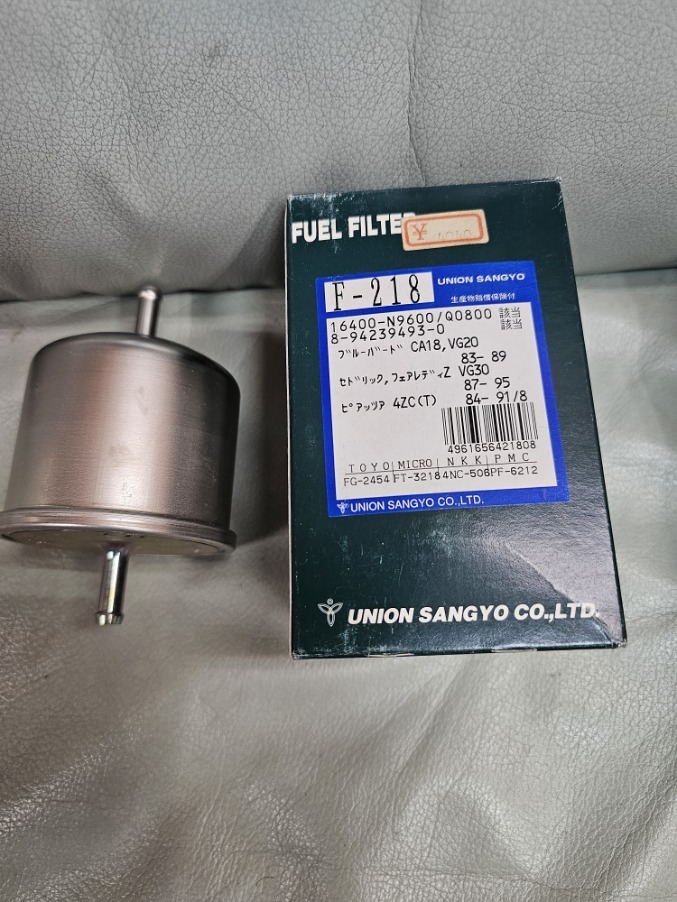 FUEL FILTE
¥ 4040
F-218 UNION SANGYO
生産物賠償保険付
16400-N9600/Q0800 該当
8-94239493-0 該当
ブルーバード CA18,VG20
83- 89
セドリック,フェアレディZ VG30
87- 95
ピアッツア 4ZC(T) 84- 91/8
4961656421808
TOYO MICRO NKK PMC
FG-2454 FT-3218 4NC-506 PF-6212
UNION SANGYO CO.,LTD.
UNION SANGYO CO.,LTD.